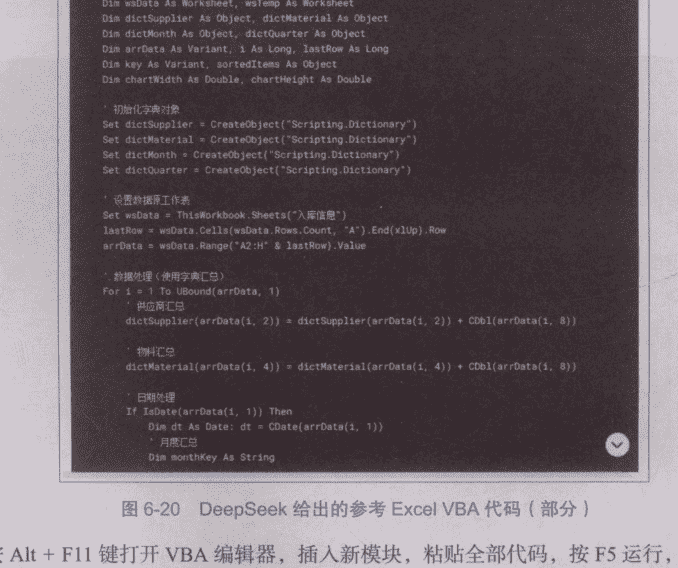 Dim wsData As Worksheet, wsTemp As Worksheet
Dim dictSupplier As Object, dictMaterial As Object
Dim dictMonth As Object, dictQuarter As Object
Dim arrData As Variant, i As Long, lastRow As Long
Dim key As Variant, sortedItems As Object
Dim chartWidth As Double, chartHeight As Double
' 初始化字典对象
Set dictSupplier = CreateObject("Scripting.Dictionary")
Set dictMaterial = CreateObject("Scripting.Dictionary")
Set dictMonth = CreateObject("Scripting.Dictionary")
Set dictQuarter = CreateObject("Scripting.Dictionary")
' 设置数据源工作表
Set wsData = ThisWorkbook.Sheets("入库信息")
lastRow = wsData.Cells(wsData.Rows.Count, "A").End(xlUp).Row
arrData = wsData.Range("A2:H" & lastRow).Value
' 数据处理（使用字典汇总）
For i = 1 To UBound(arrData, 1)
' 供应商汇总
dictSupplier(arrData(i, 2)) = dictSupplier(arrData(i, 2)) + CDbl(arrData(i, 8))
' 物料汇总
dictMaterial(arrData(i, 4)) = dictMaterial(arrData(i, 4)) + CDbl(arrData(i, 8))
' 日期处理
If IsDate(arrData(i, 1)) Then
Dim dt As Date: dt = CDate(arrData(i, 1))
' 月度汇总
Dim monthKey As String
图 6-20 DeepSeek 给出的参考 Excel VBA 代码（部分）
Alt + F11 键打开 VBA 编辑器，插入新模块，粘贴全部代码，按 F5 运行，